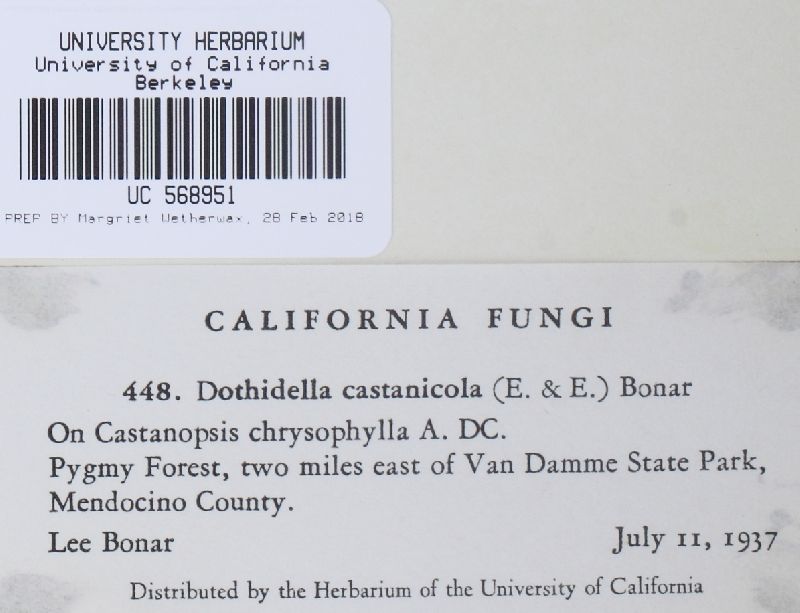 UNIVERSITY HERBARIUM
University of California
Berkeley
UC 568951
PREP BY Margriet Wetherwax, 28 Feb 2018
CALIFORNIA FUNGI
448. Dothidella castanicola (E. & E.) Bonar
On Castanopsis chrysophylla A. DC.
Pygmy Forest, two miles east of Van Damme State Park,
Mendocino County.
Lee Bonar July 11, 1937
Distributed by the Herbarium of the University of California